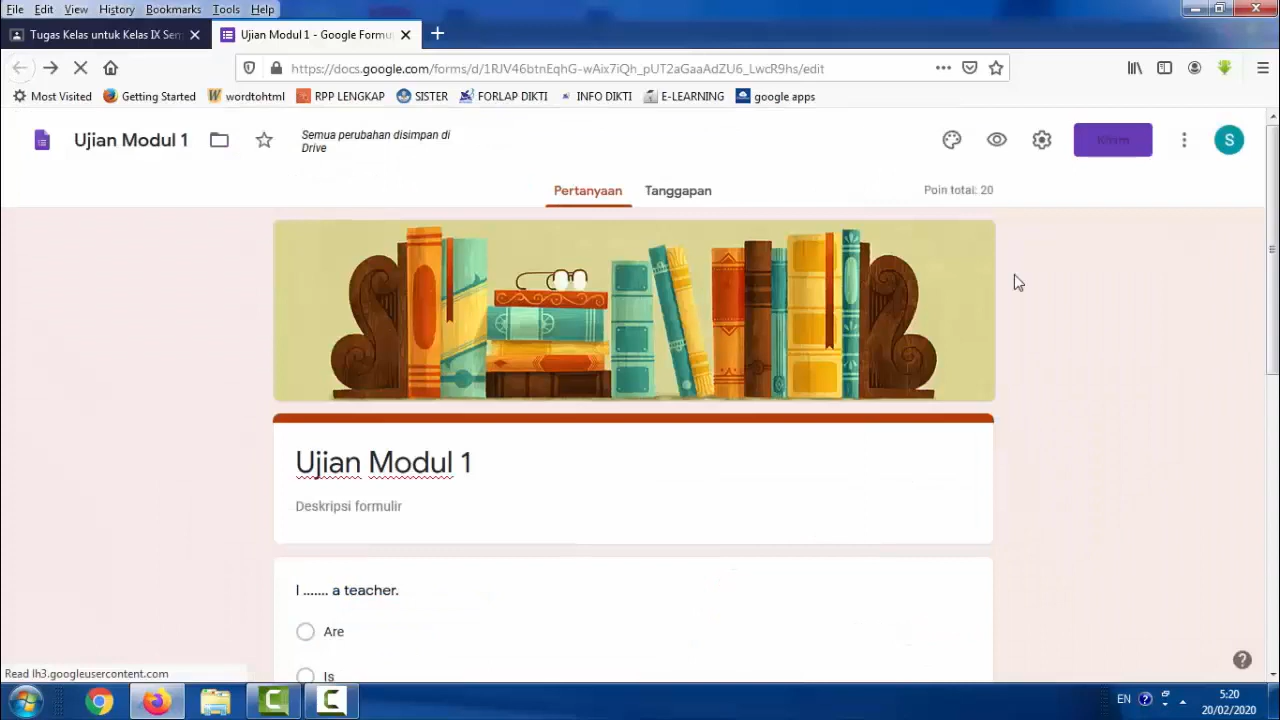 File Edit View History Bookmarks Tools Help
Tugas Kelas untuk Kelas IX Sem
Ujian Modul 1 - Google Formu
https://docs.google.com/forms/d/1RJV46btnEqhG-wAix7iQh_pUT2aGaaAdZU6_LwcR9hs/edit
Most Visited Getting Started wordtohtml RPP LENGKAP SISTER FORLAP DIKTI INFO DIKTI E-LEARNING google apps
Ujian Modul 1
Semua perubahan disimpan di
Drive
Kirim
S
Pertanyaan Tanggapan Poin total: 20
Ujian Modul 1
Deskripsi formulir
I ....... a teacher.
Are
Is
Read lh3.googleusercontent.com
EN
5:20
20/02/2020